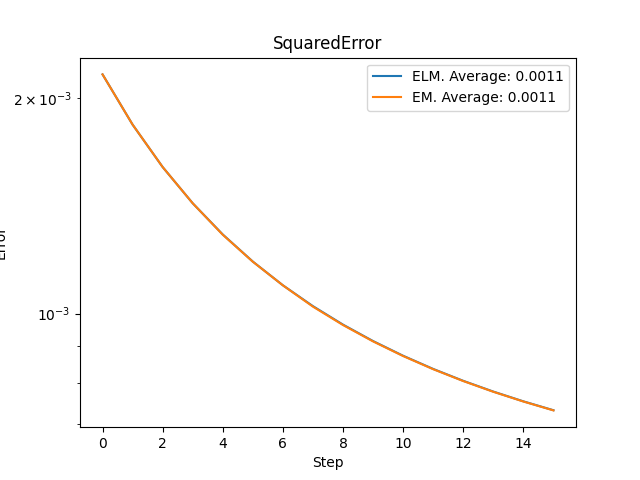 SquaredError
ELM. Average: 0.0011
EM. Average: 0.0011
2 × 10⁻³
10⁻³
Error
0 2 4 6 8 10 12 14
Step